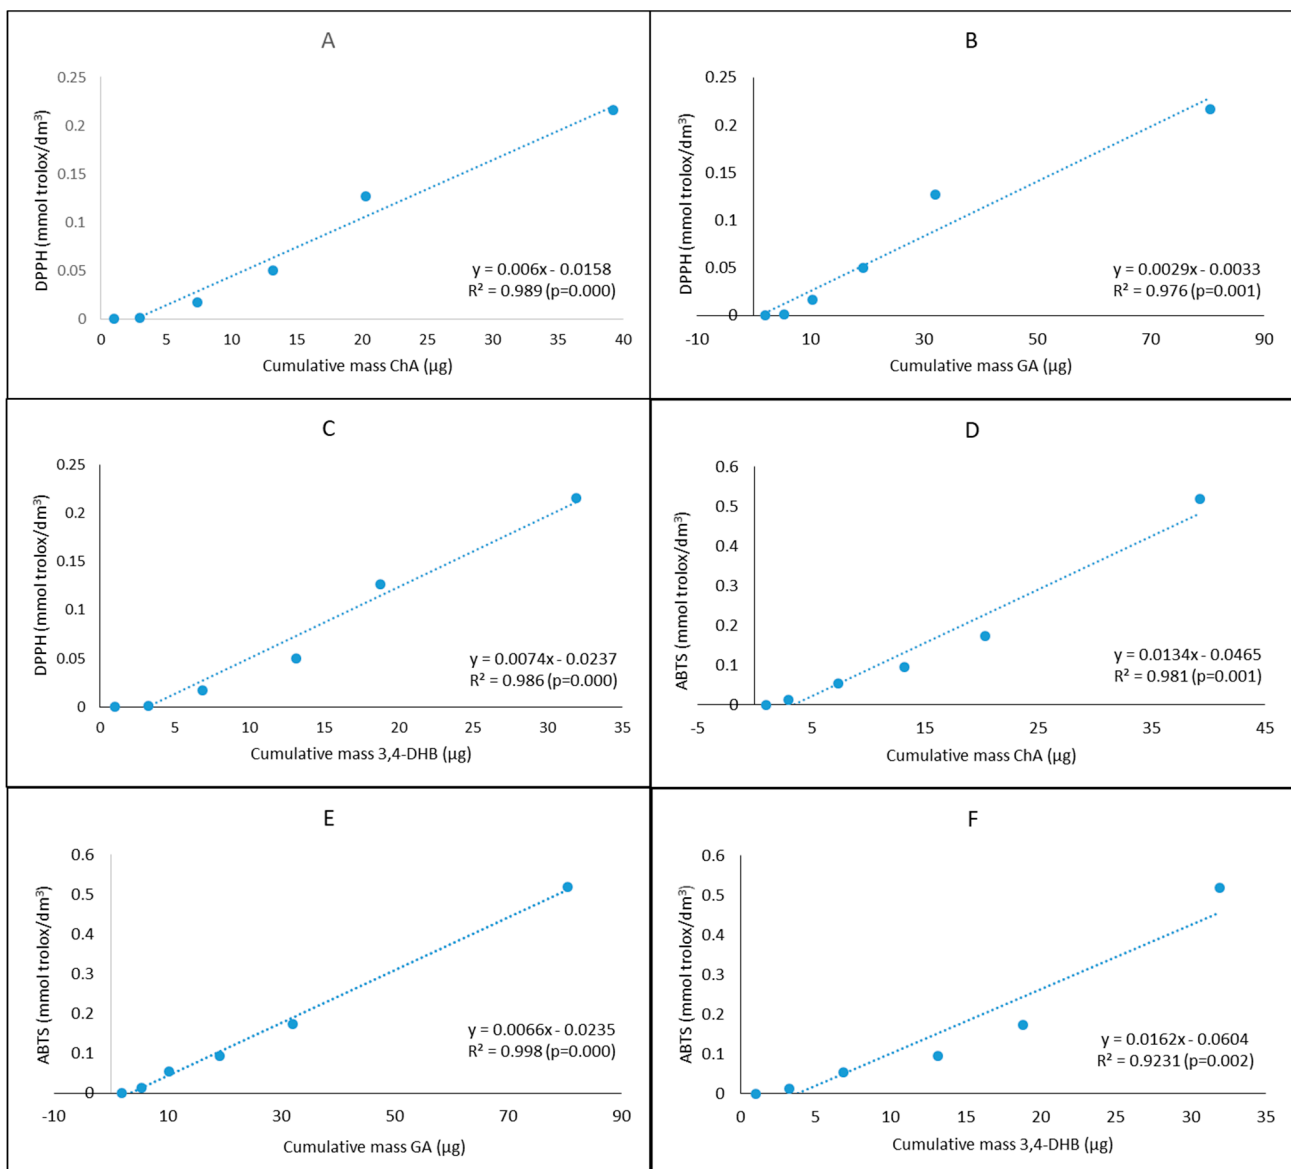 A
0.25
0.2
0.15
0.1
0.05
0
DPPH (mmol trolox/dm³)
y = 0.006x - 0.0158
R² = 0.989 (p=0.000)
0 5 10 15 20 25 30 35 40
Cumulative mass ChA (µg)
B
0.25
0.2
0.15
0.1
0.05
0
DPPH (mmol trolox/dm³)
y = 0.0029x - 0.0033
R² = 0.976 (p=0.001)
-10 10 30 50 70 90
Cumulative mass GA (µg)
C
0.25
0.2
0.15
0.1
0.05
0
DPPH (mmol trolox/dm³)
y = 0.0074x - 0.0237
R² = 0.986 (p=0.000)
0 5 10 15 20 25 30 35
Cumulative mass 3,4-DHB (µg)
D
0.6
0.5
0.4
0.3
0.2
0.1
0
ABTS (mmol trolox/dm³)
y = 0.0134x - 0.0465
R² = 0.981 (p=0.001)
-5 5 15 25 35 45
Cumulative mass ChA (µg)
E
0.6
0.5
0.4
0.3
0.2
0.1
0
ABTS (mmol trolox/dm³)
y = 0.0066x - 0.0235
R² = 0.998 (p=0.000)
-10 10 30 50 70 90
Cumulative mass GA (µg)
F
0.6
0.5
0.4
0.3
0.2
0.1
0
ABTS (mmol trolox/dm³)
y = 0.0162x - 0.0604
R² = 0.9231 (p=0.002)
0 5 10 15 20 25 30 35
Cumulative mass 3,4-DHB (µg)